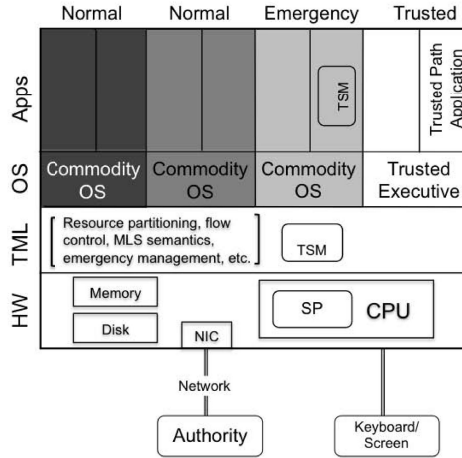 Normal Normal Emergency Trusted
Apps
TSM
Trusted Path
Application
OS
Commodity
OS
Commodity
OS
Commodity
OS
Trusted
Executive
TML
Resource partitioning, flow
control, MLS semantics,
emergency management, etc.
TSM
HW
Memory
Disk
NIC
SP
CPU
Network
Authority
Keyboard/
Screen